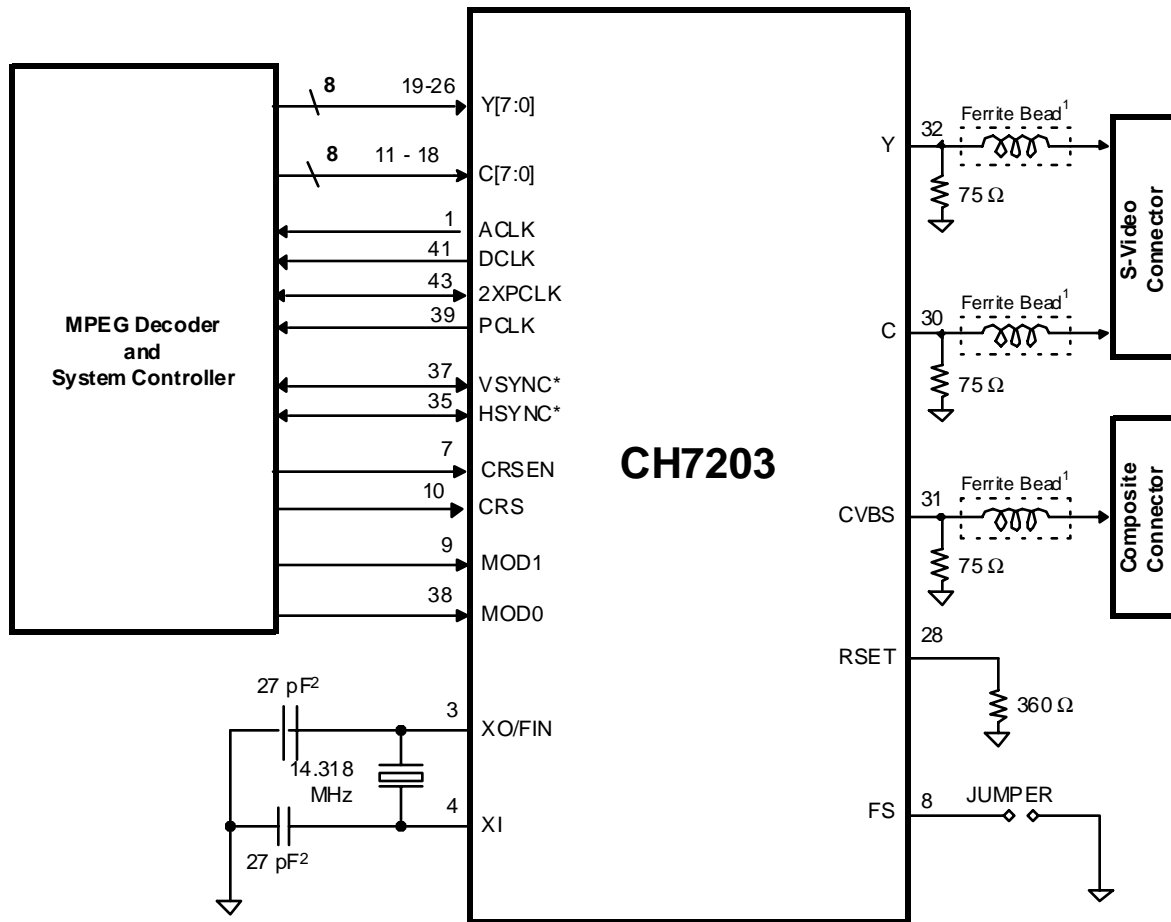 MPEG Decoder
and
System Controller
8
19-26
Y[7:0]
8
11 - 18
C[7:0]
1
ACLK
41
DCLK
43
2XPCLK
39
PCLK
37
VSYNC*
35
HSYNC*
7
CRSEN
10
CRS
9
MOD1
38
MOD0
27 pF²
3
XO/FIN
14.318
MHz
4
XI
27 pF²
CH7203
Y
32
Ferrite Bead¹
75 Ω
C
30
Ferrite Bead¹
75 Ω
S-Video
Connector
CVBS
31
Ferrite Bead¹
75 Ω
Composite
Connector
RSET
28
360 Ω
FS
8
JUMPER